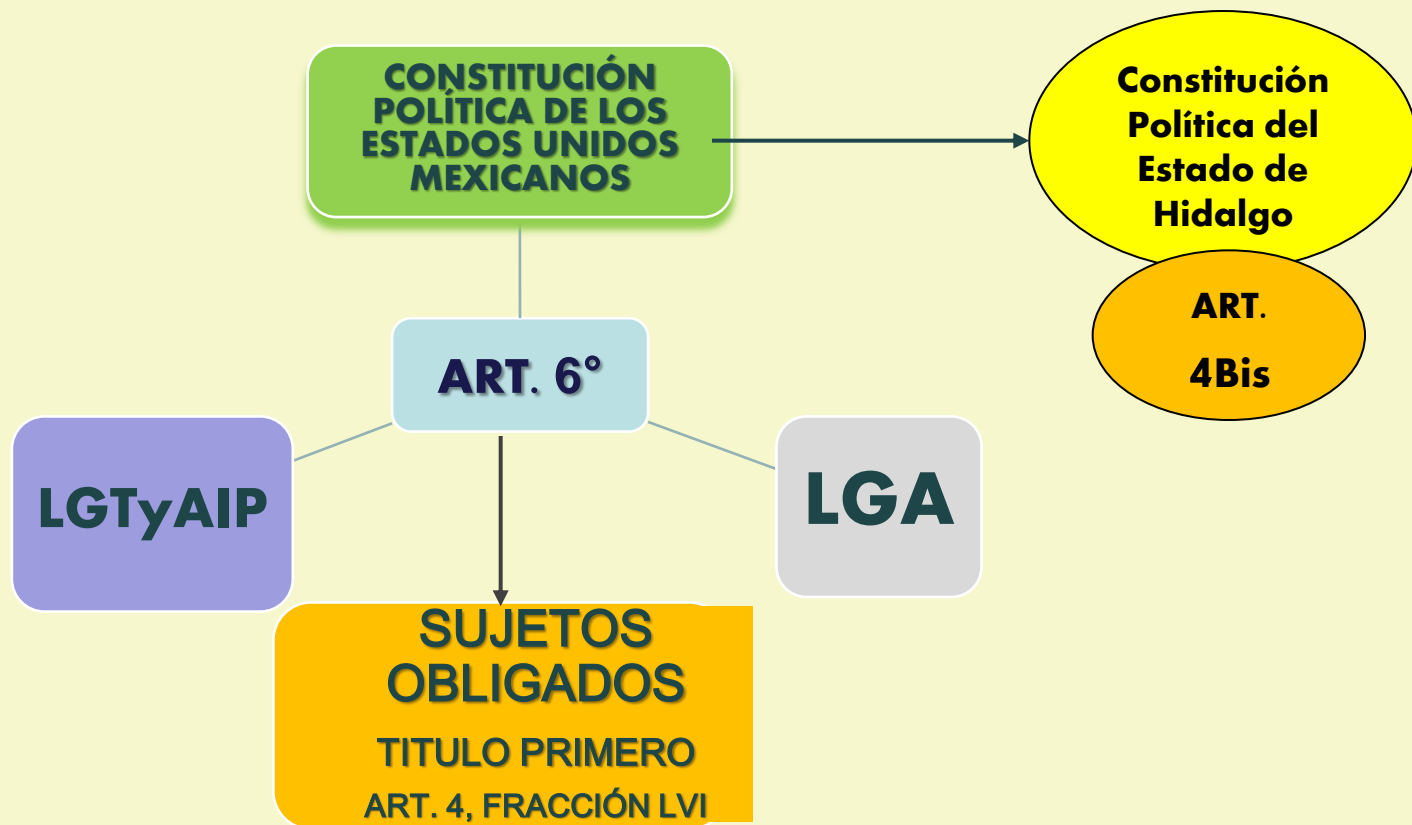 CONSTITUCIÓN
POLÍTICA DE LOS
ESTADOS UNIDOS
MEXICANOS
Constitución
Política del
Estado de
Hidalgo
ART.
4Bis
ART. 6°
LGTyAIP
LGA
SUJETOS
OBLIGADOS
TITULO PRIMERO
ART. 4, FRACCIÓN LVI